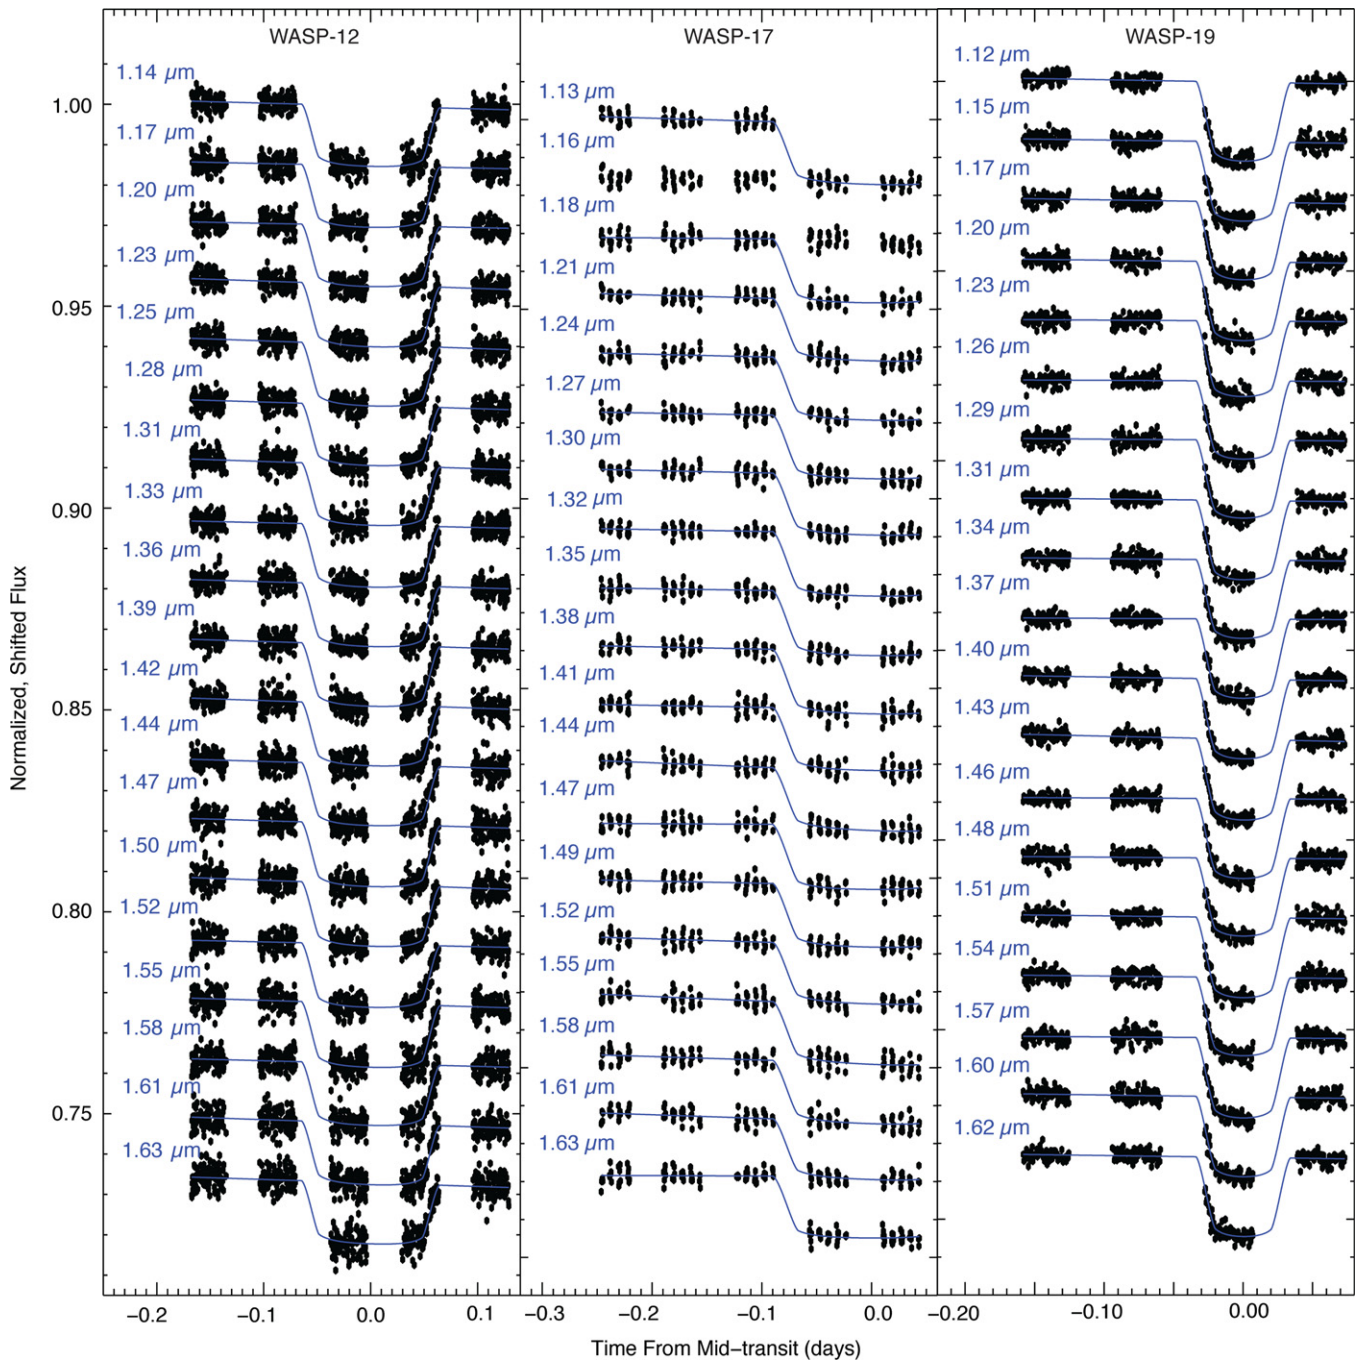 WASP-12
WASP-17
WASP-19
1.14 µm
1.17 µm
1.20 µm
1.23 µm
1.25 µm
1.28 µm
1.31 µm
1.33 µm
1.36 µm
1.39 µm
1.42 µm
1.44 µm
1.47 µm
1.50 µm
1.52 µm
1.55 µm
1.58 µm
1.61 µm
1.63 µm
1.13 µm
1.16 µm
1.18 µm
1.21 µm
1.24 µm
1.27 µm
1.30 µm
1.32 µm
1.35 µm
1.38 µm
1.41 µm
1.44 µm
1.47 µm
1.49 µm
1.52 µm
1.55 µm
1.58 µm
1.61 µm
1.63 µm
1.12 µm
1.15 µm
1.17 µm
1.20 µm
1.23 µm
1.26 µm
1.29 µm
1.31 µm
1.34 µm
1.37 µm
1.40 µm
1.43 µm
1.46 µm
1.48 µm
1.51 µm
1.54 µm
1.57 µm
1.60 µm
1.62 µm
1.00
0.95
0.90
0.85
0.80
0.75
Normalized, Shifted Flux
−0.2 −0.1 0.0 0.1
−0.3 −0.2 −0.1 0.0
−0.20 −0.10 0.00
Time From Mid−transit (days)